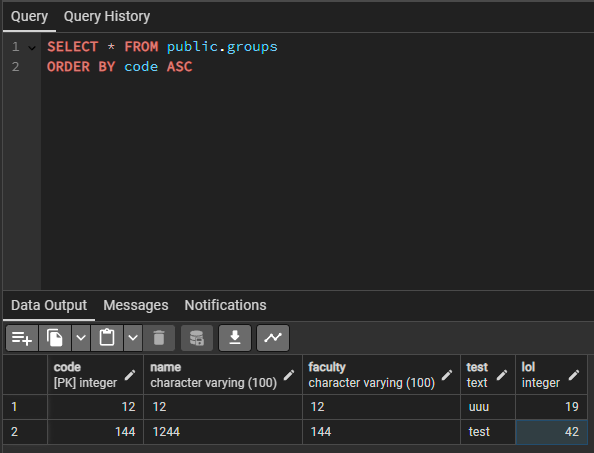 Query Query History
1 SELECT * FROM public.groups
2 ORDER BY code ASC
Data Output Messages Notifications
code name faculty test lol
[PK] integer character varying (100) character varying (100) text integer
1 12 12 12 uuu 19
2 144 1244 144 test 42